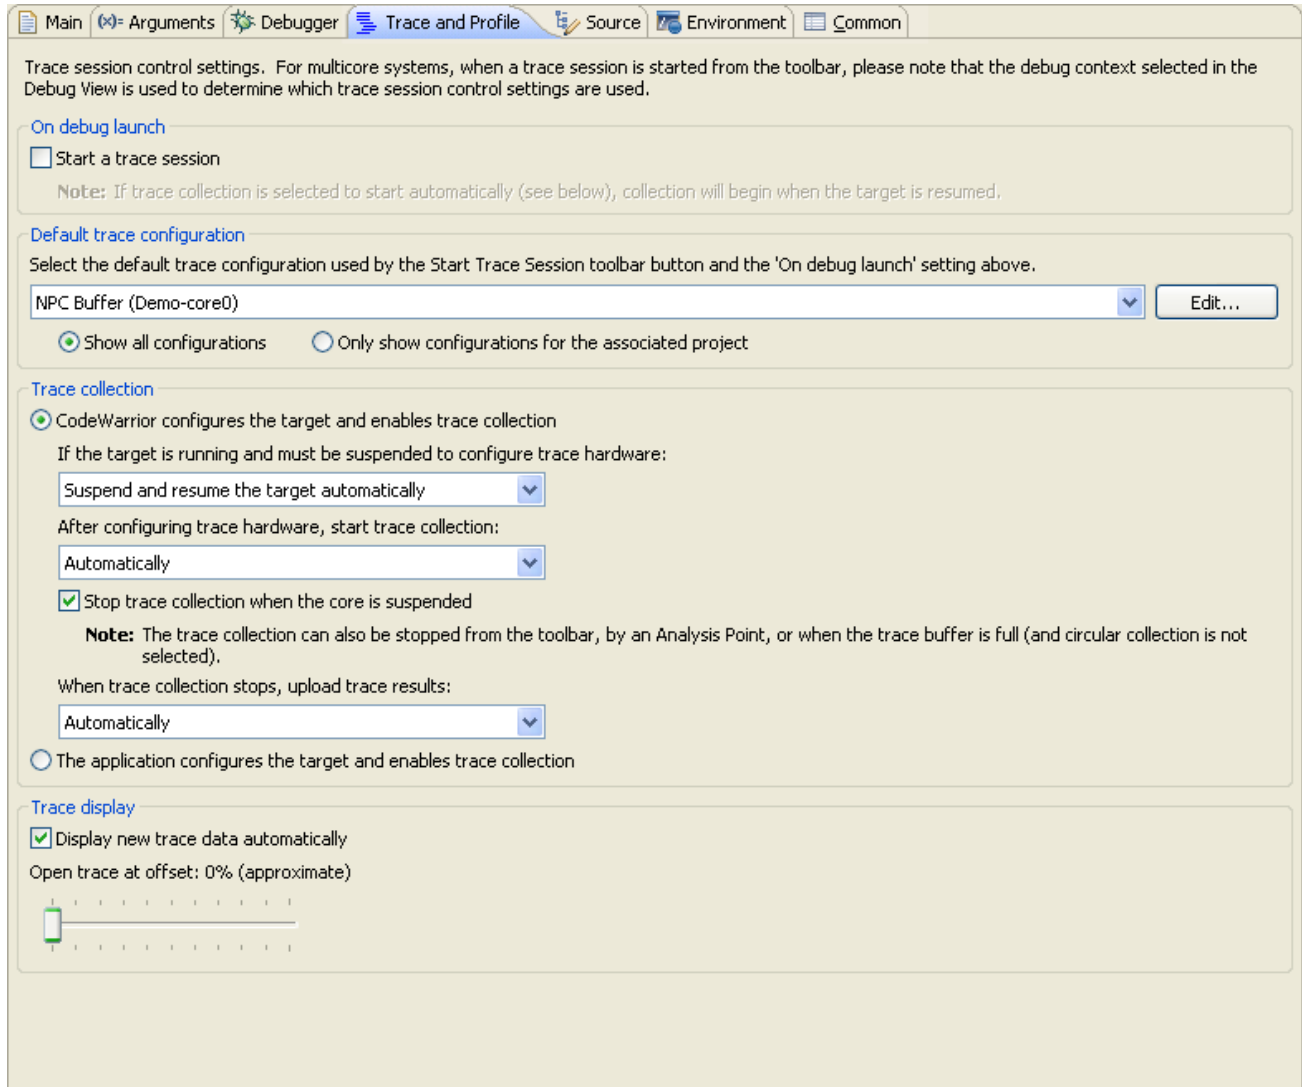 Main (x)= Arguments Debugger Trace and Profile Source Environment Common
Trace session control settings. For multicore systems, when a trace session is started from the toolbar, please note that the debug context selected in the
Debug View is used to determine which trace session control settings are used.
On debug launch
Start a trace session
Note: If trace collection is selected to start automatically (see below), collection will begin when the target is resumed.
Default trace configuration
Select the default trace configuration used by the Start Trace Session toolbar button and the 'On debug launch' setting above.
NPC Buffer (Demo-core0) Edit...
Show all configurations Only show configurations for the associated project
Trace collection
CodeWarrior configures the target and enables trace collection
If the target is running and must be suspended to configure trace hardware:
Suspend and resume the target automatically
After configuring trace hardware, start trace collection:
Automatically
Stop trace collection when the core is suspended
Note: The trace collection can also be stopped from the toolbar, by an Analysis Point, or when the trace buffer is full (and circular collection is not
selected).
When trace collection stops, upload trace results:
Automatically
The application configures the target and enables trace collection
Trace display
Display new trace data automatically
Open trace at offset: 0% (approximate)